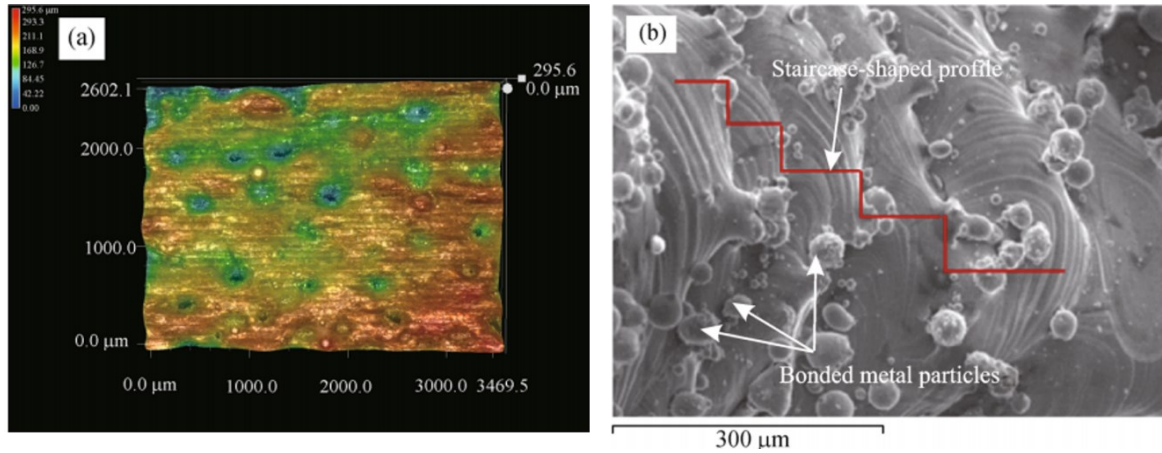 295.6 μm
293.3
211.1
168.9
126.7
84.45
42.22
0.00
(a)
295.6
0.0 μm
2602.1
2000.0
1000.0
0.0 μm
0.0 μm
1000.0
2000.0
3000.0
3469.5
(b)
Staircase-shaped profile
Bonded metal particles
300 μm